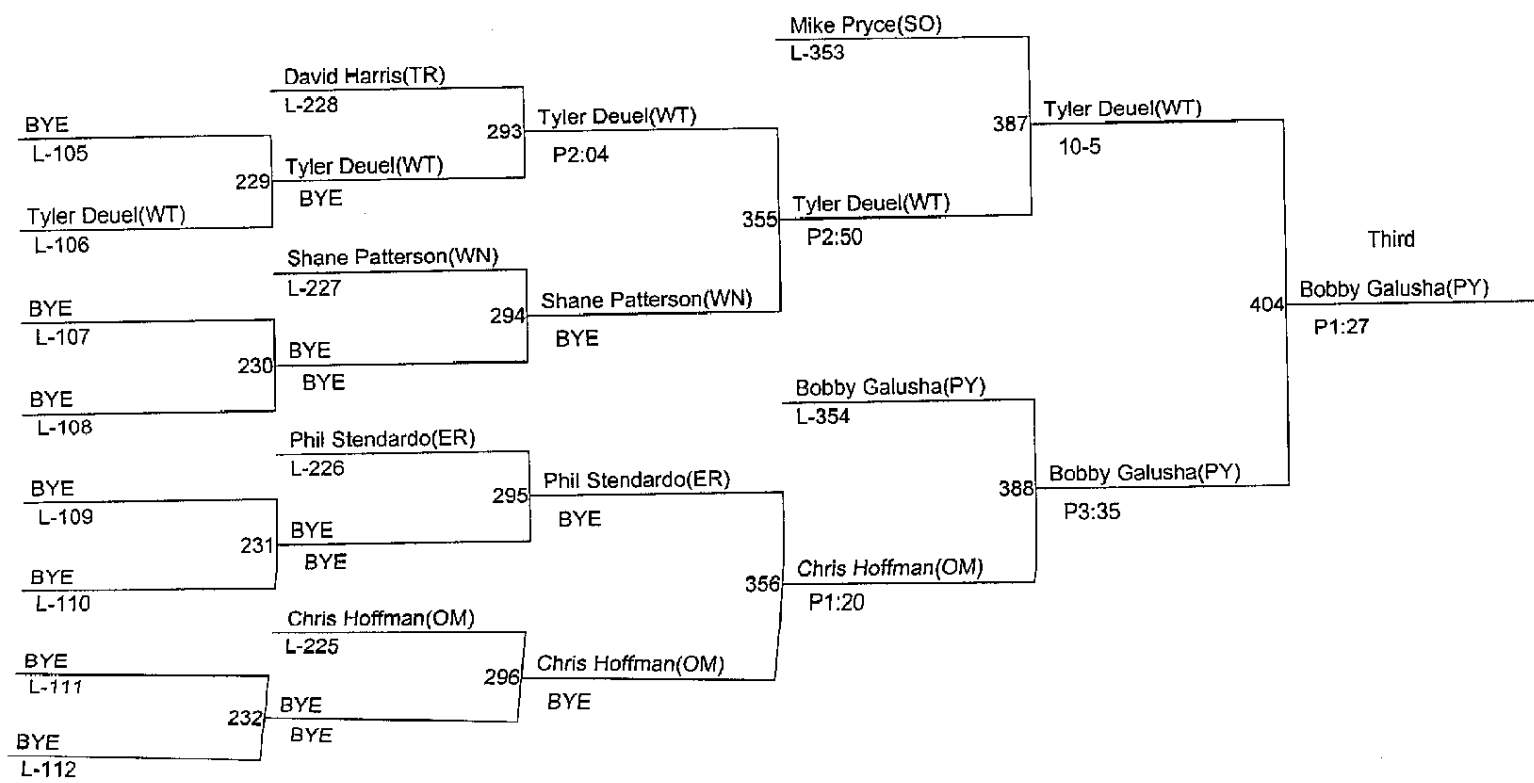 Mike Pryce(SO)
L-353
David Harris(TR)
L-228
BYE
L-105
293
Tyler Deuel(WT)
P2:04
387
Tyler Deuel(WT)
10-5
229
Tyler Deuel(WT)
BYE
Tyler Deuel(WT)
L-106
355
Tyler Deuel(WT)
P2:50
Third
Shane Patterson(WN)
L-227
BYE
L-107
294
Shane Patterson(WN)
BYE
404
Bobby Galusha(PY)
P1:27
230
BYE
BYE
BYE
L-108
Bobby Galusha(PY)
L-354
Phil Stendardo(ER)
L-226
BYE
L-109
295
Phil Stendardo(ER)
BYE
388
Bobby Galusha(PY)
P3:35
231
BYE
BYE
BYE
L-110
356
Chris Hoffman(OM)
P1:20
Chris Hoffman(OM)
L-225
BYE
L-111
296
Chris Hoffman(OM)
BYE
232
BYE
BYE
BYE
L-112